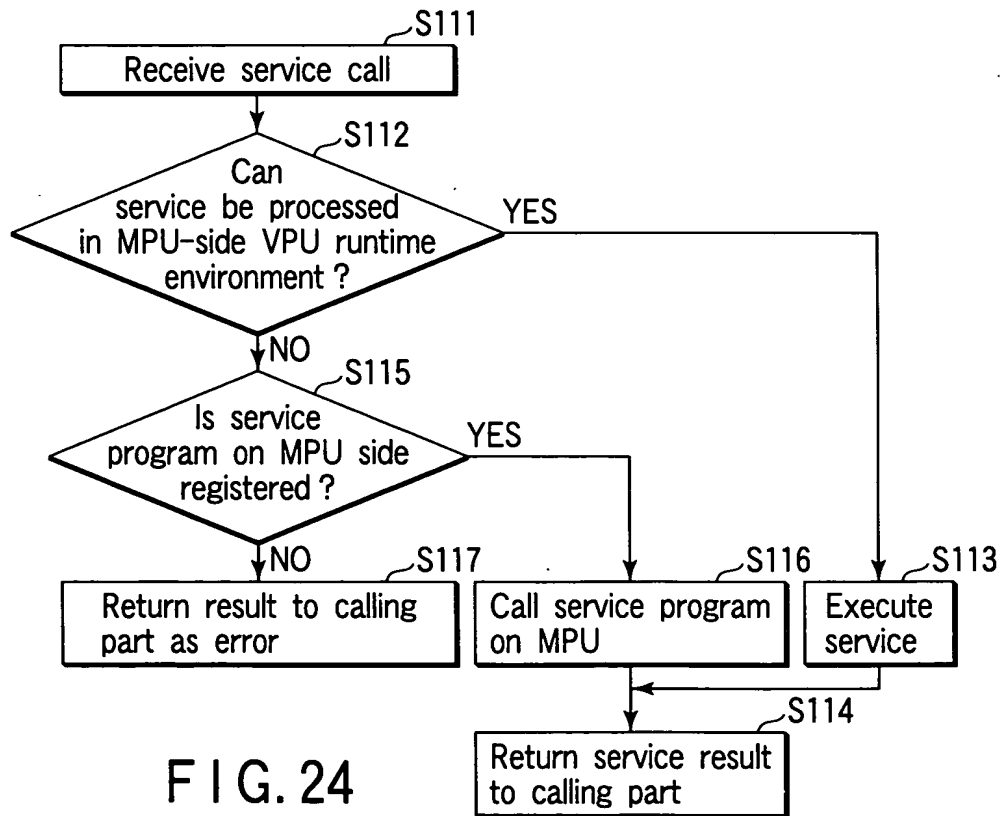 S111
Receive service call
S112
Can
service be processed
in MPU-side VPU runtime
environment ?
YES
NO
S115
Is service
program on MPU side
registered ?
YES
NO
S117
Return result to calling
part as error
S116
Call service program
on MPU
S113
Execute
service
S114
Return service result
to calling part
FIG. 24